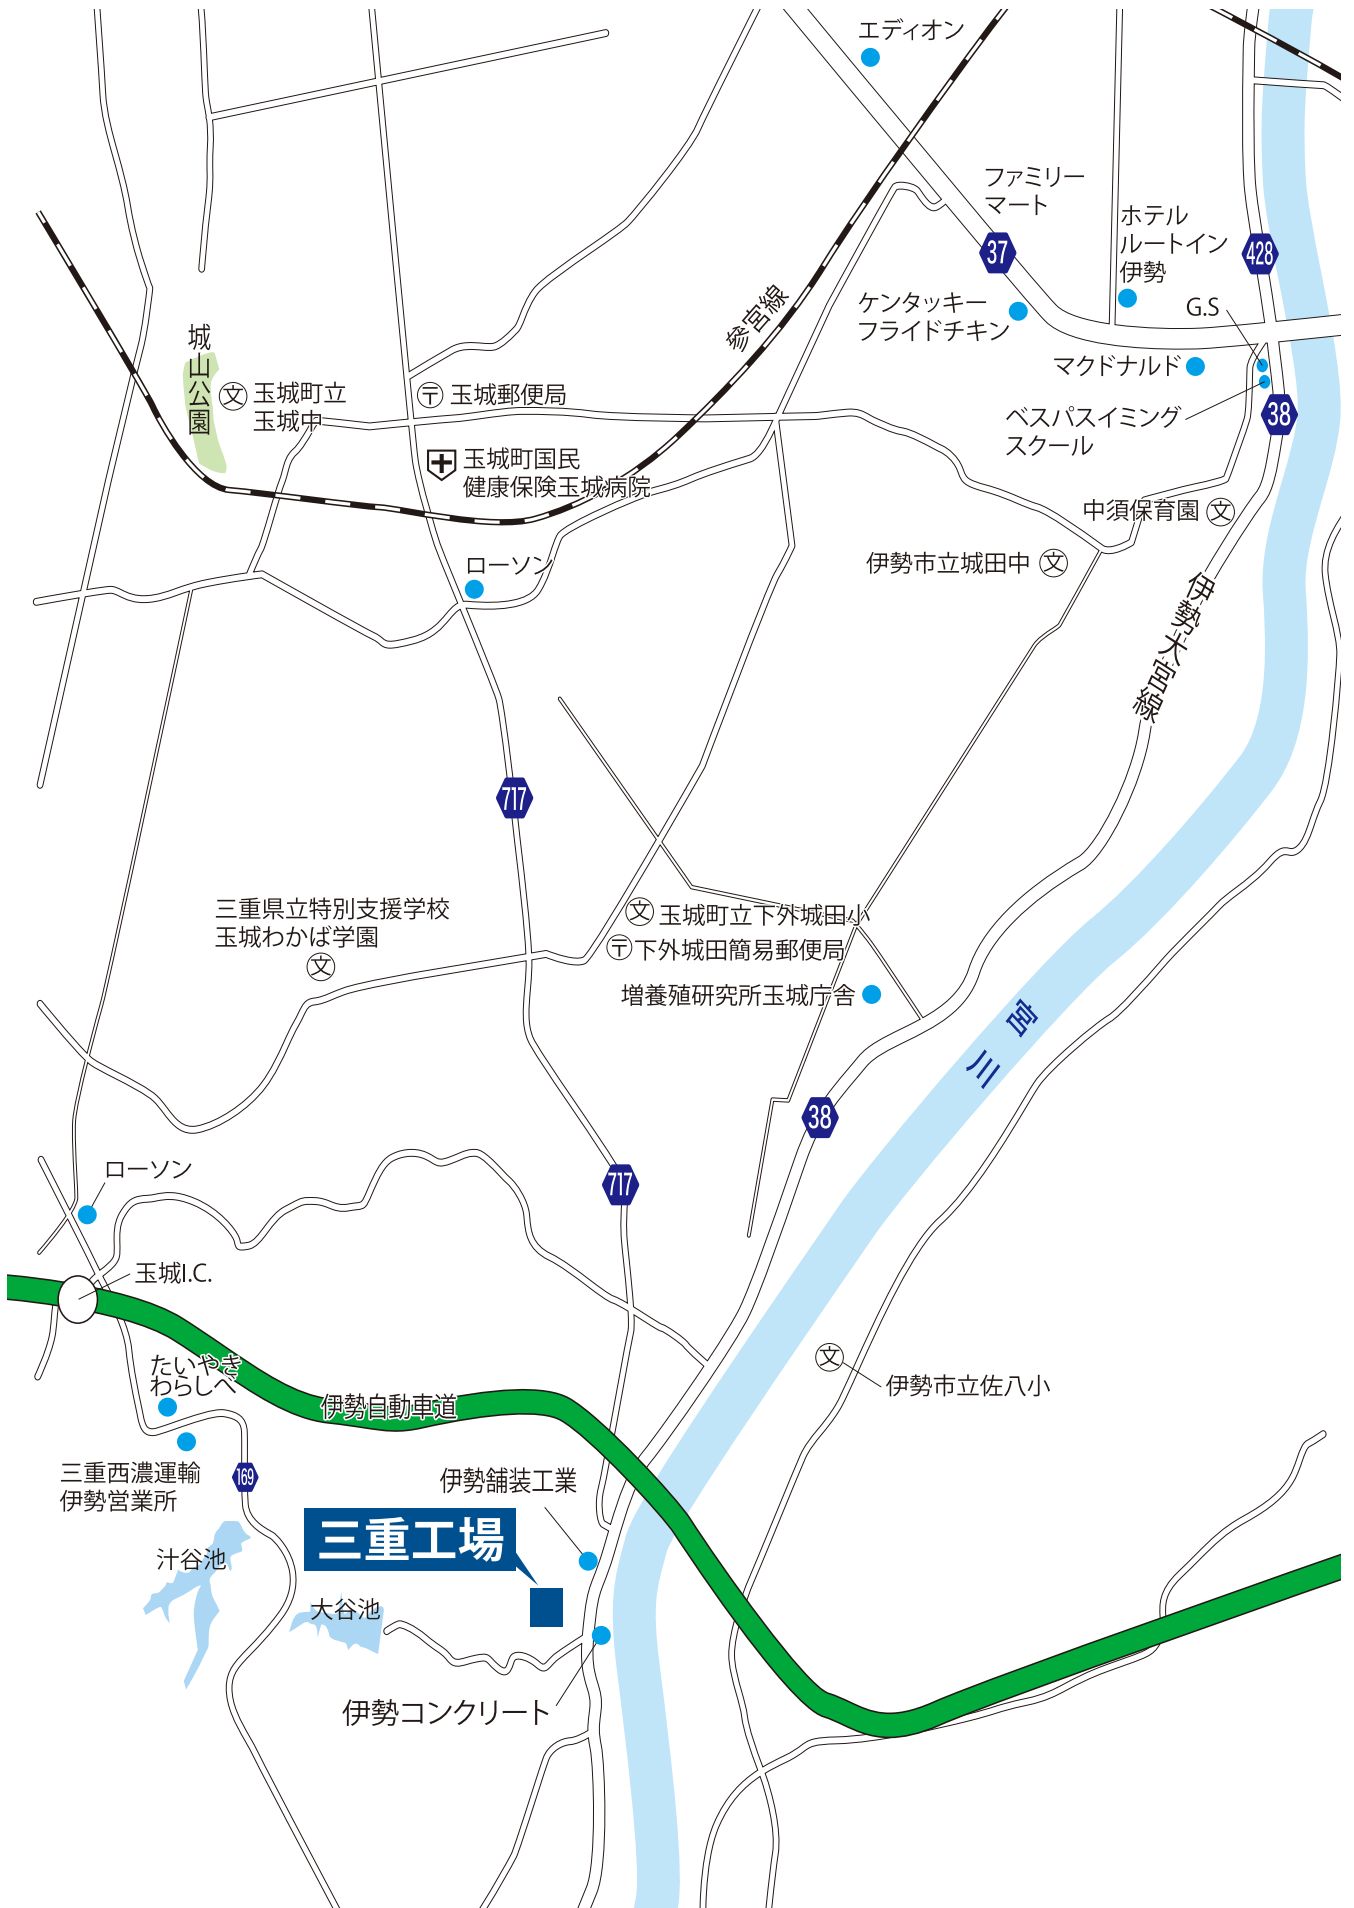 エディオン
ファミリー
マート
ホテル
ルートイン
伊勢
37
428
ケンタッキー
フライドチキン
G.S
参宮線
城山公園
文
玉城町立
玉城中
〒
玉城郵便局
マクドナルド
ベスパスイミング
スクール
38
玉城町国民
健康保険玉城病院
中須保育園
文
伊勢市立城田中
文
ローソン
伊勢大宮線
717
三重県立特別支援学校
玉城わかば学園
文
文
玉城町立下外城田小
〒
下外城田簡易郵便局
増養殖研究所玉城庁舎
宮川
38
ローソン
717
玉城I.C.
たいやき
わらしべ
伊勢自動車道
文
伊勢市立佐八小
三重西濃運輸
伊勢営業所
169
伊勢舗装工業
三重工場
汁谷池
大谷池
伊勢コンクリート